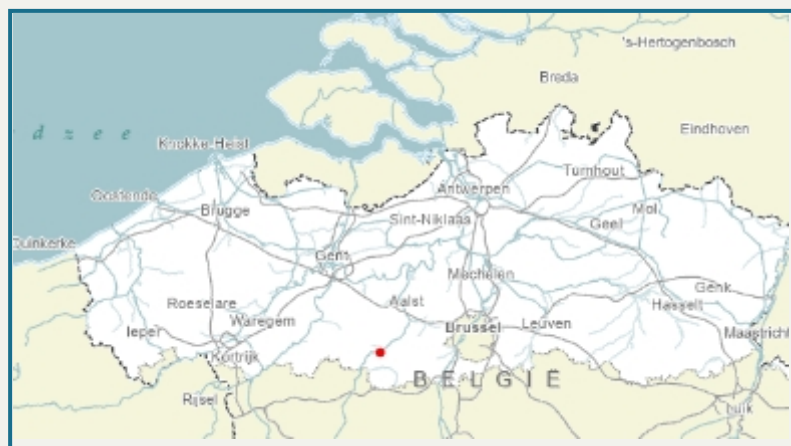 's-Hertogenbosch
Breda
dzee
Eindhoven
Knokke-Heist
Turnhout
Antwerpen
Oostende
Mol
Brugge
Sint-Niklaas
Geel
Duinkerke
Gent
Mechelen
Genk
Aalst
Roeselare
Hasselt
Waregem
Brussel
Leuven
Ieper
Maastricht
Kortrijk
BELGIË
Rijsel
Luik